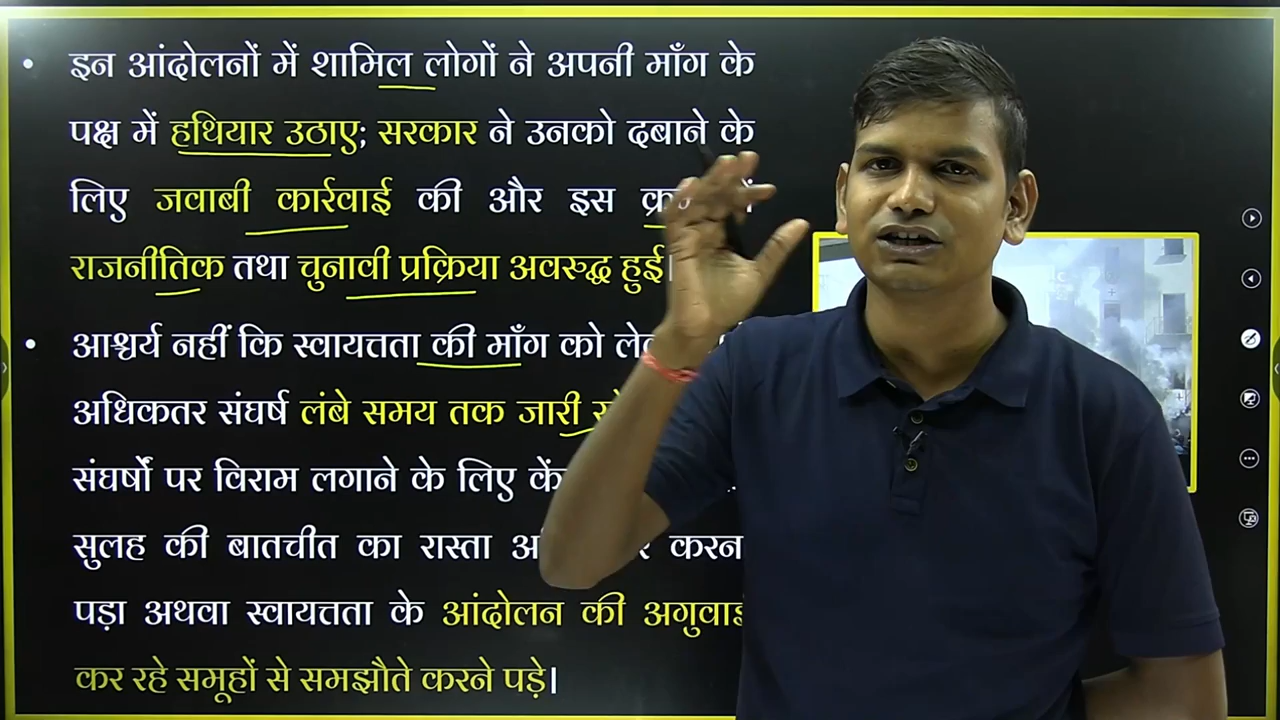 इन आंदोलनों में शामिल लोगों ने अपनी माँग के
पक्ष में हथियार उठाए; सरकार ने उनको दबाने के
लिए जवाबी कार्रवाई की और इस
राजनीतिक तथा चुनावी प्रक्रिया अवरुद्ध हुई|
आश्चर्य नहीं कि स्वायत्तता की माँग को
अधिकतर संघर्ष लंबे समय तक जारी
संघर्षों पर विराम लगाने के लिए
सुलह की बातचीत का रास्ता
पड़ा अथवा स्वायत्तता के आंदोलन की अगुवाई
कर रहे समूहों से समझौते करने पड़े|